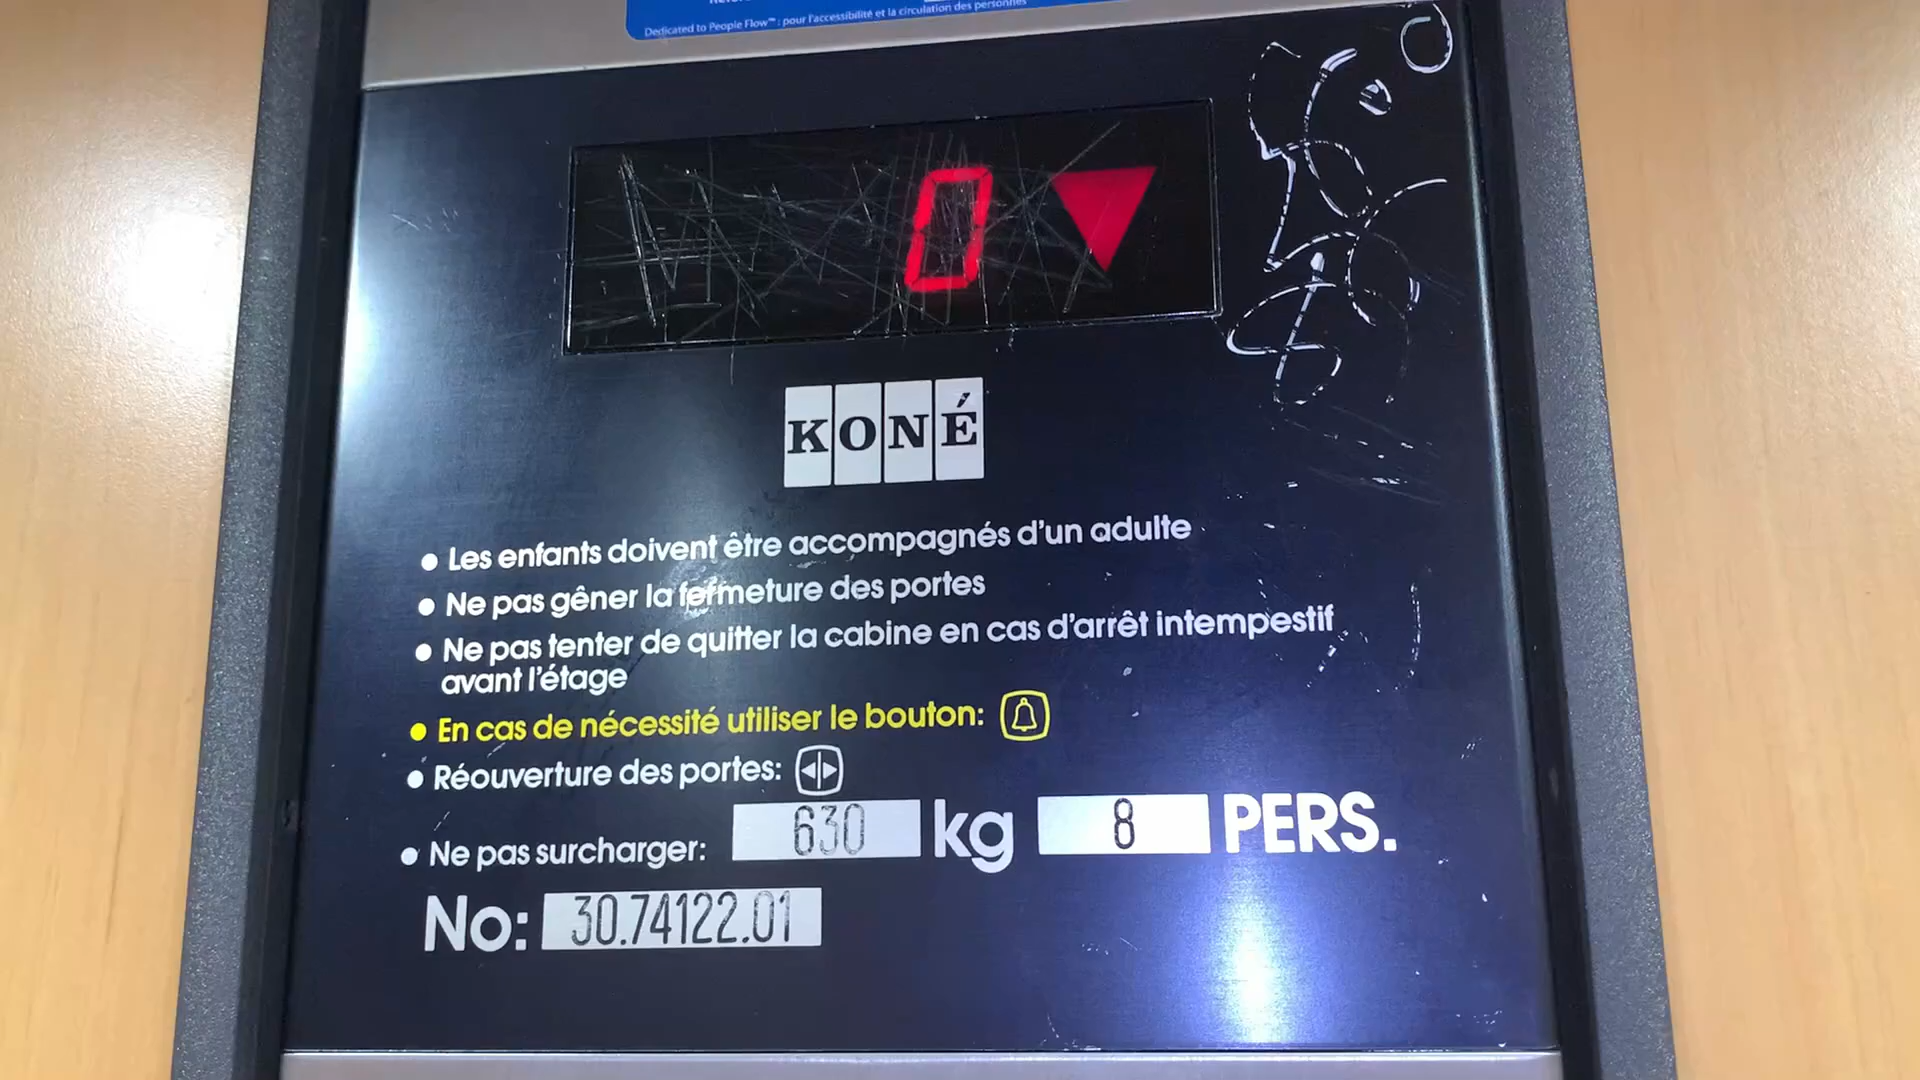 Dedicated to People Flow™ : pour l'accessibilité et la circulation des personnes
0
KONÉ
• Les enfants doivent être accompagnés d'un adulte
• Ne pas gêner la fermeture des portes
• Ne pas tenter de quitter la cabine en cas d'arrêt intempestif
avant l'étage
• En cas de nécessité utiliser le bouton:
• Réouverture des portes:
• Ne pas surcharger: 630 kg 8 PERS.
No: 30.74122.01